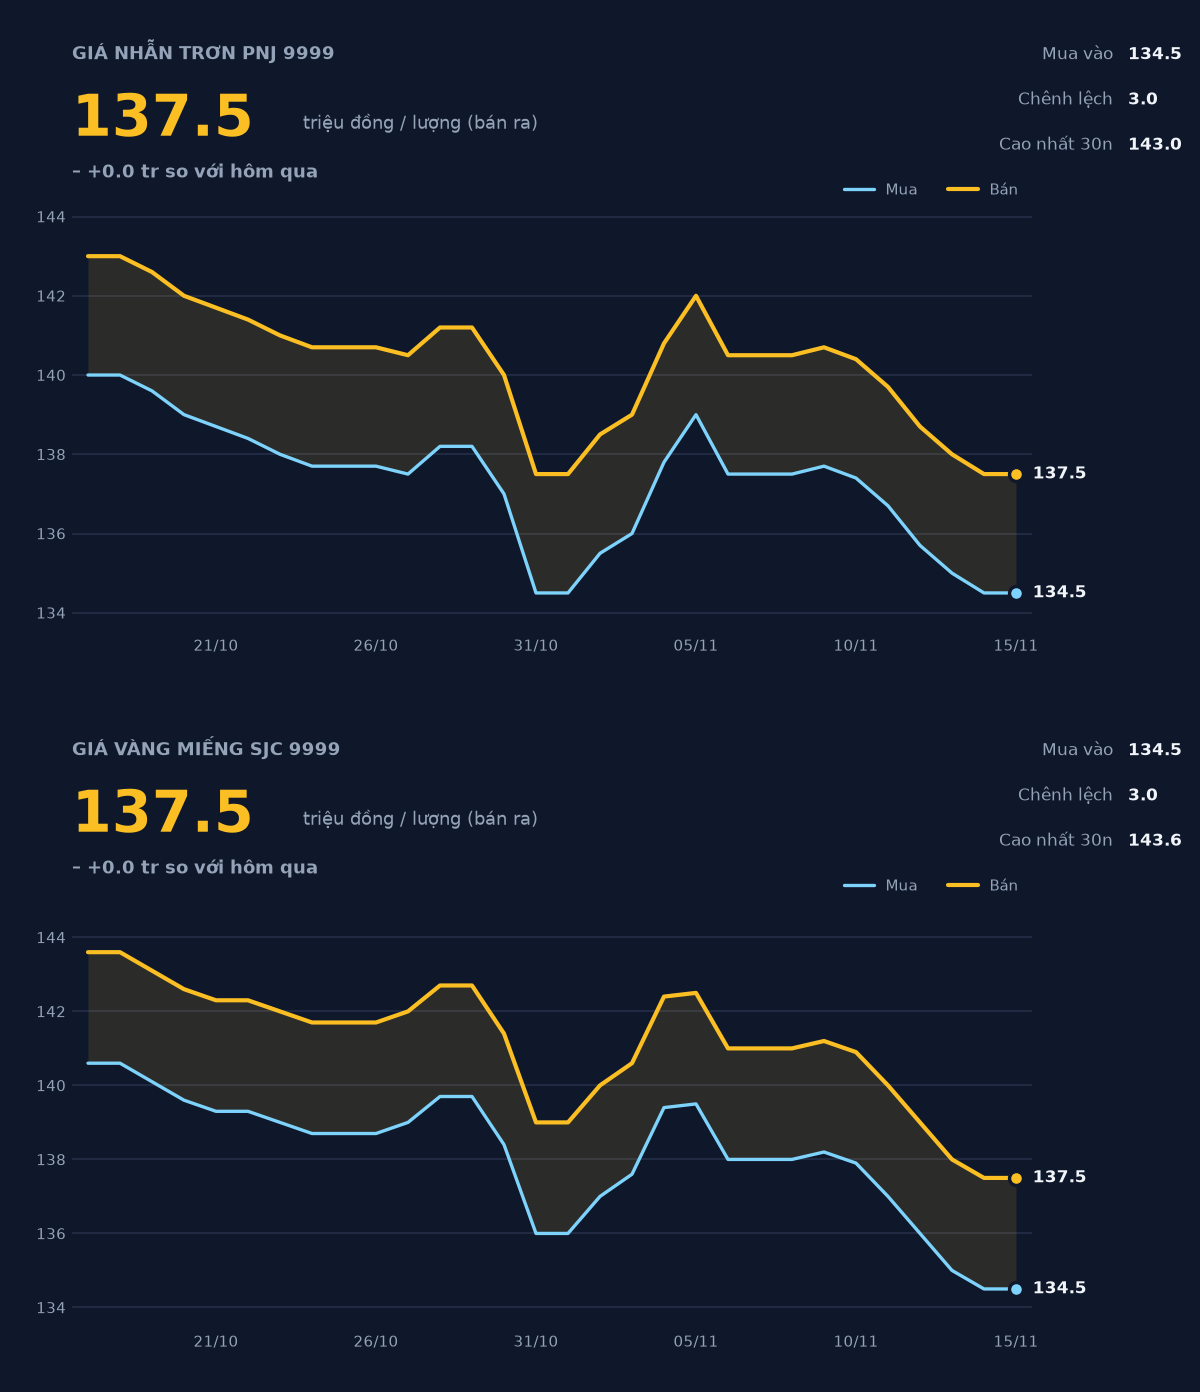 GIÁ NHẪN TRƠN PNJ 9999
137.5 triệu đồng / lượng (bán ra)
– +0.0 tr so với hôm qua
Mua vào 134.5
Chênh lệch 3.0
Cao nhất 30n 143.0
Mua Bán
144
142
140
138
136
134
137.5
134.5
21/10 26/10 31/10 05/11 10/11 15/11
GIÁ VÀNG MIẾNG SJC 9999
137.5 triệu đồng / lượng (bán ra)
– +0.0 tr so với hôm qua
Mua vào 134.5
Chênh lệch 3.0
Cao nhất 30n 143.6
Mua Bán
144
142
140
138
136
134
137.5
134.5
21/10 26/10 31/10 05/11 10/11 15/11